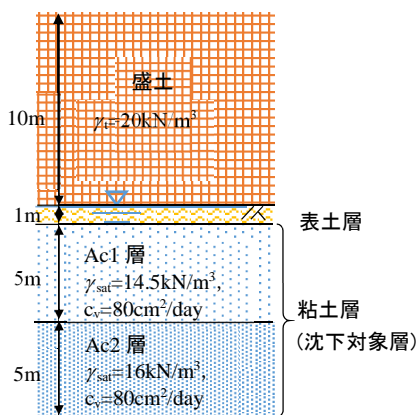 盛土
10m
γt=20kN/m³
1m
表土層
Ac1 層
5m
γsat=14.5kN/m³,
cv=80cm²/day
粘土層
(沈下対象層)
Ac2 層
5m
γsat=16kN/m³,
cv=80cm²/day